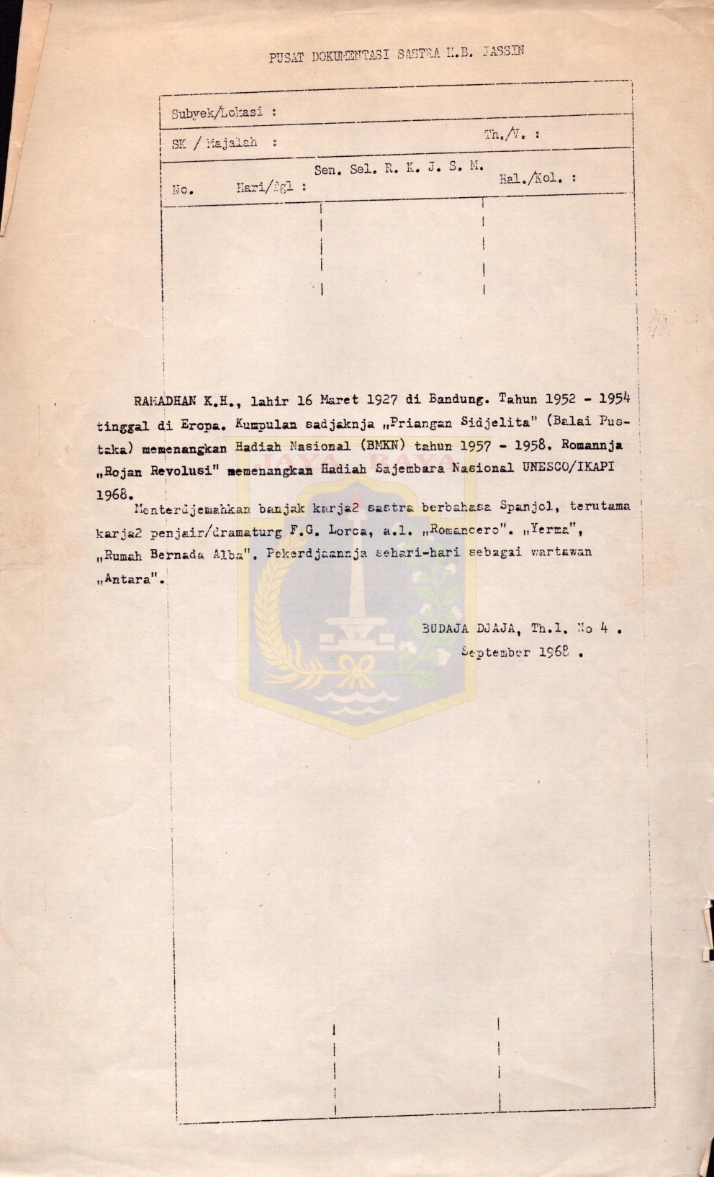 PUSAT DOKUMENTASI SASTRA H.B. JASSIN
Subyek/Lokasi :
SK / Majalah : Th./V. :
Sen. Sel. R. K. J. S. M.
No. Hari/tgl : Hal./Kol. :
RAMADHAN K.H., lahir 16 Maret 1927 di Bandung. Tahun 1952 - 1954
tinggal di Eropa. Kumpulan sadjaknja „Priangan Sidjelita" (Balai Pus-
taka) memenangkan Hadiah Nasional (BMKN) tahun 1957 - 1958. Romannja
„Rojan Revolusi" memenangkan Hadiah Sajembara Nasional UNESCO/IKAPI
1968.
Menterdjemahkan banjak karja2 sastra berbahasa Spanjol, terutama
karja2 penjair/dramaturg F.G. Lorca, a.l. „Romancero". „Yerma",
„Rumah Bernada Alba". Pekerdjaannja sehari-hari sebagai wartawan
„Antara".
BUDAJA DJAJA, Th.1. No 4 .
September 1968 .
JAYA RAYA